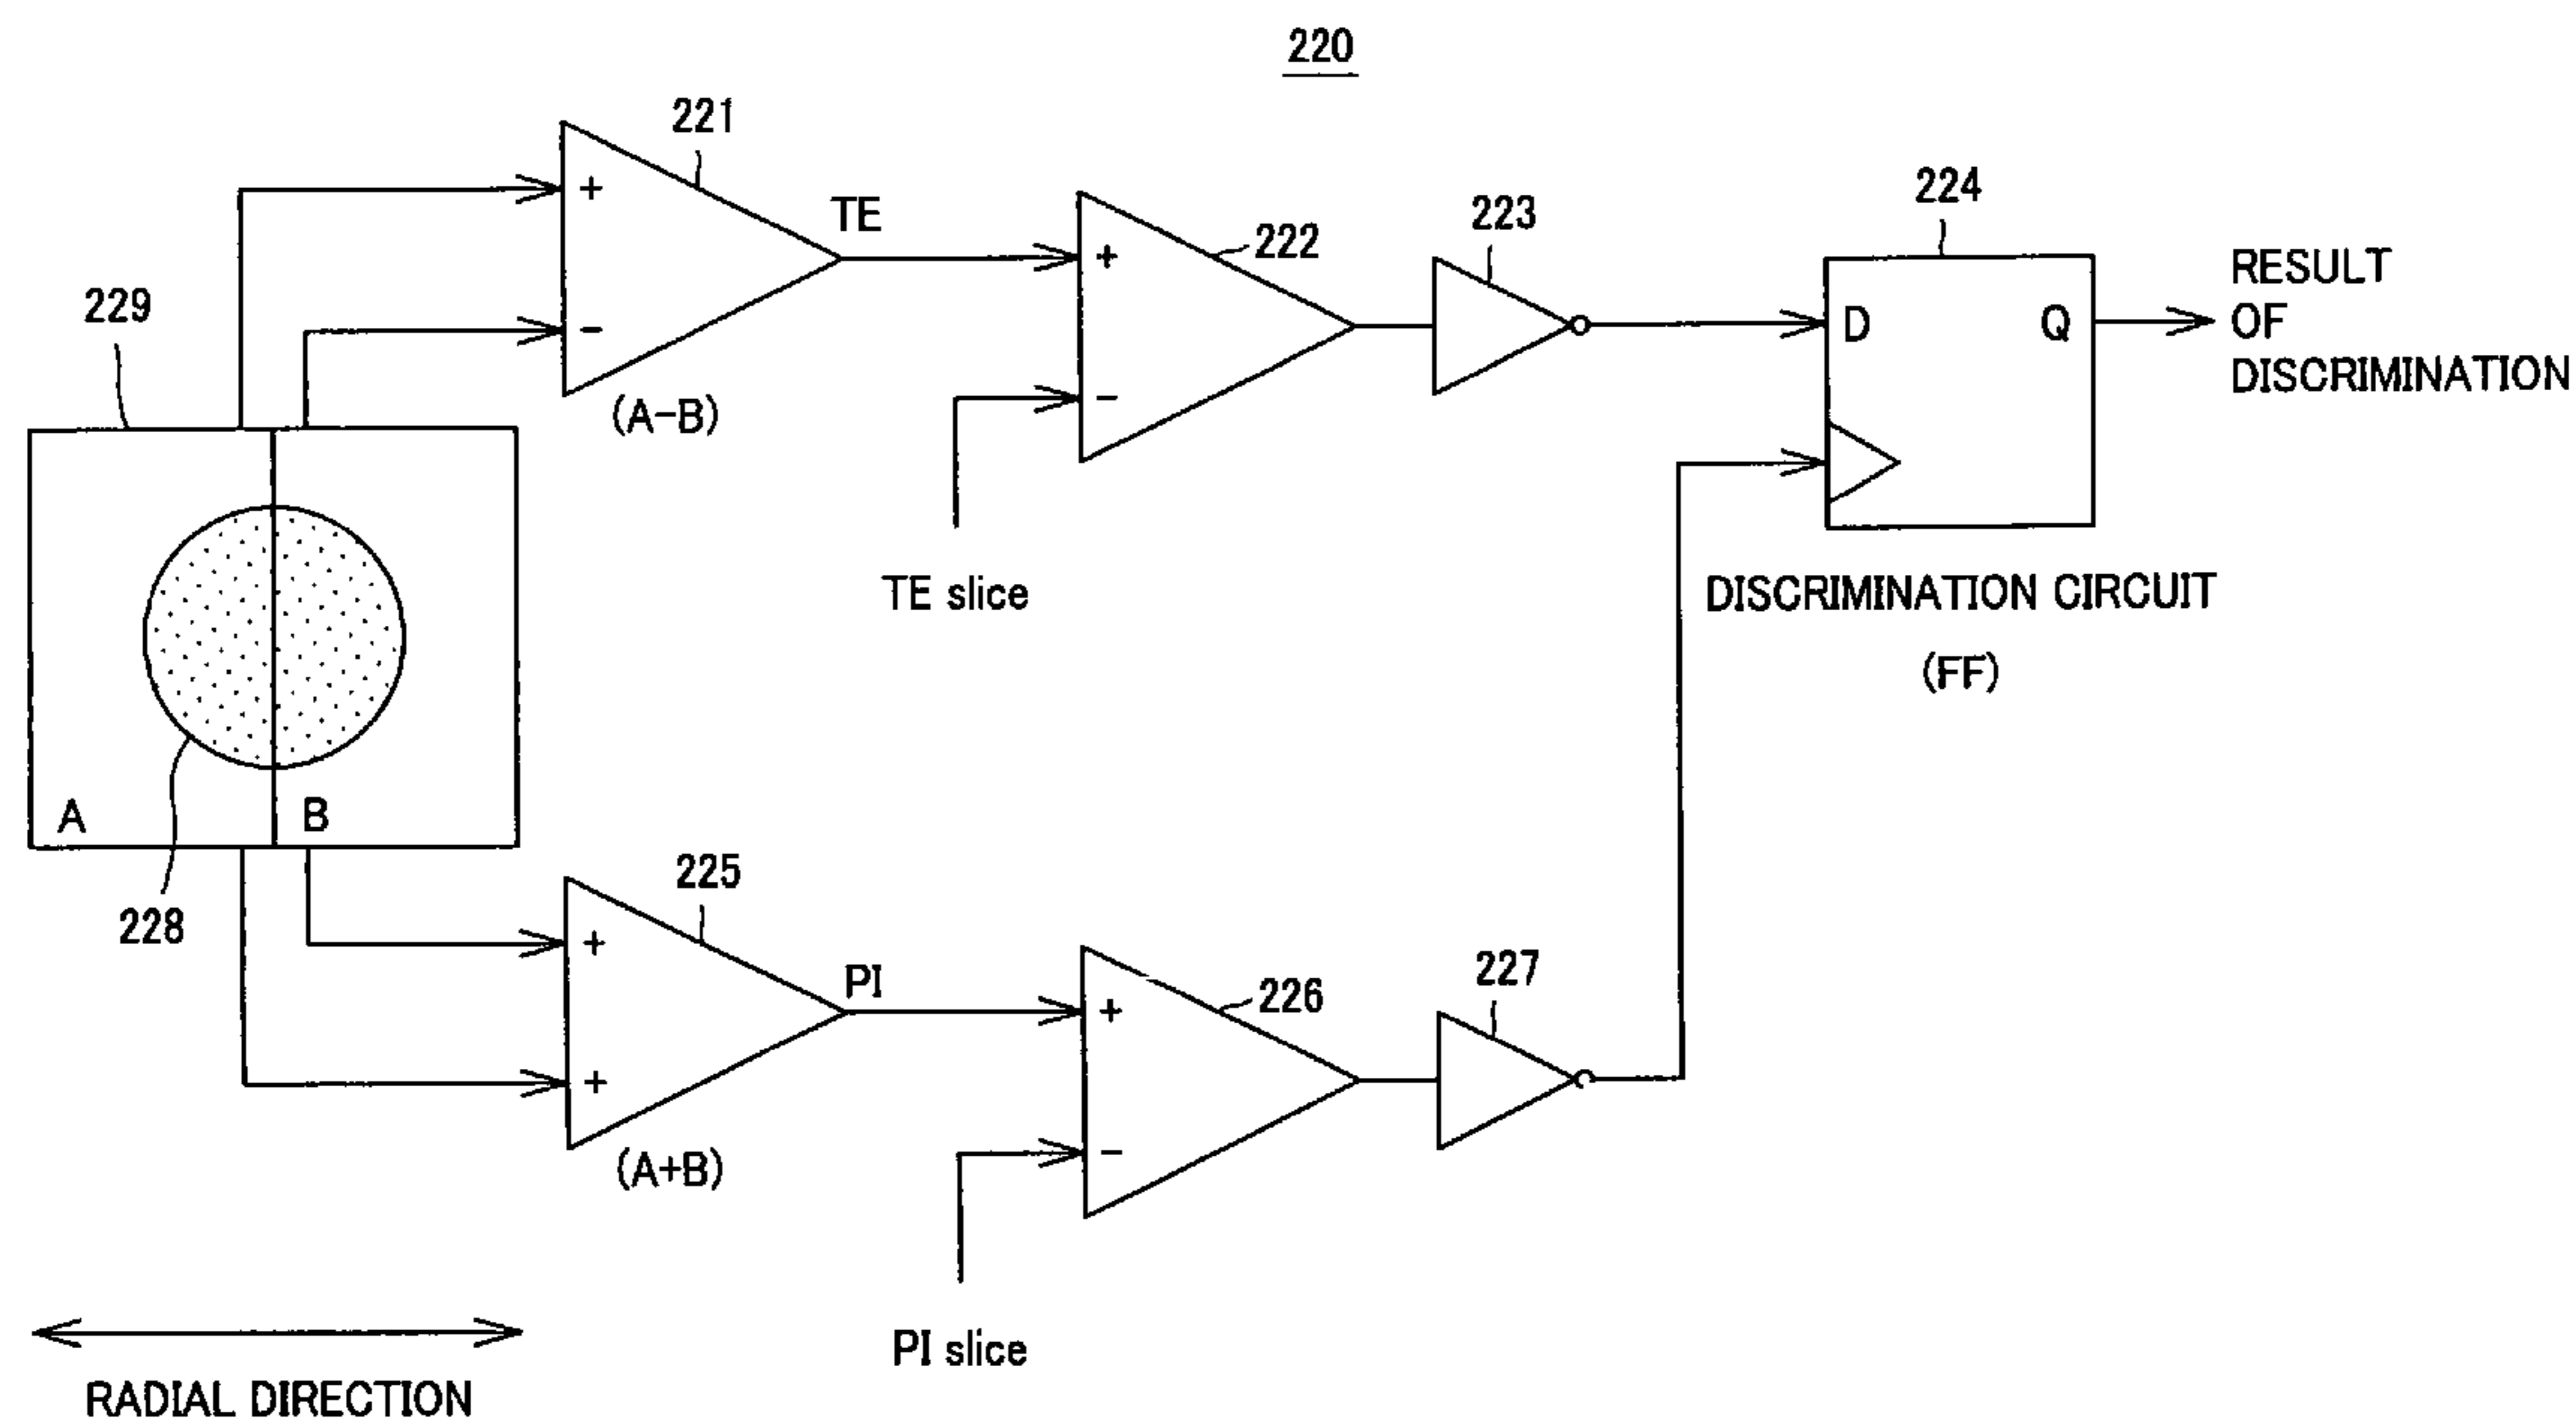 220
221
+
−
TE
(A−B)
222
+
−
TE slice
223
224
D
Q
RESULT
OF
DISCRIMINATION
DISCRIMINATION CIRCUIT
(FF)
229
A
B
228
225
+
+
PI
(A+B)
226
+
−
PI slice
227
RADIAL DIRECTION